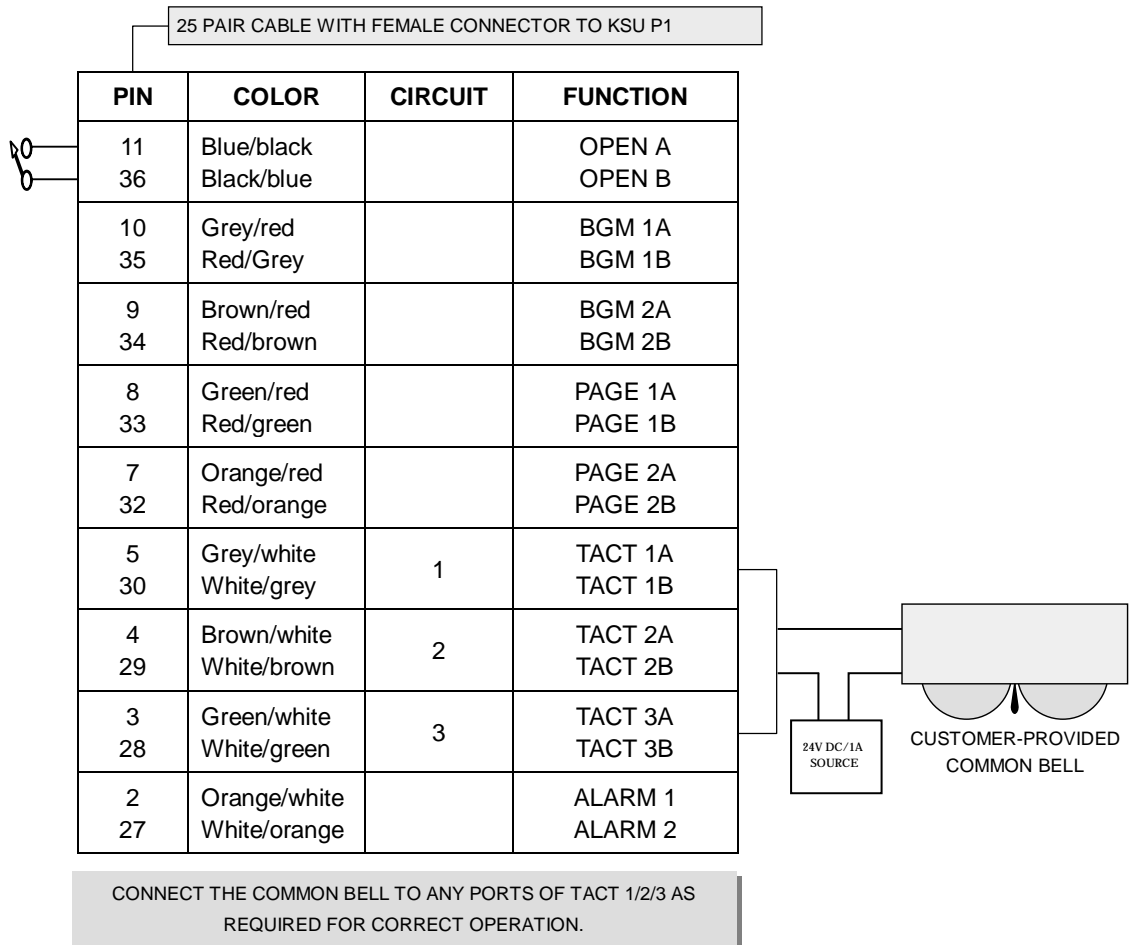 25 PAIR CABLE WITH FEMALE CONNECTOR TO KSU P1
PIN COLOR CIRCUIT FUNCTION
11 Blue/black OPEN A
36 Black/blue OPEN B
10 Grey/red BGM 1A
35 Red/Grey BGM 1B
9 Brown/red BGM 2A
34 Red/brown BGM 2B
8 Green/red PAGE 1A
33 Red/green PAGE 1B
7 Orange/red PAGE 2A
32 Red/orange PAGE 2B
5 Grey/white 1 TACT 1A
30 White/grey TACT 1B
4 Brown/white 2 TACT 2A
29 White/brown TACT 2B
3 Green/white 3 TACT 3A
28 White/green TACT 3B
2 Orange/white ALARM 1
27 White/orange ALARM 2
24V DC/1A
SOURCE
CUSTOMER-PROVIDED
COMMON BELL
CONNECT THE COMMON BELL TO ANY PORTS OF TACT 1/2/3 AS
REQUIRED FOR CORRECT OPERATION.